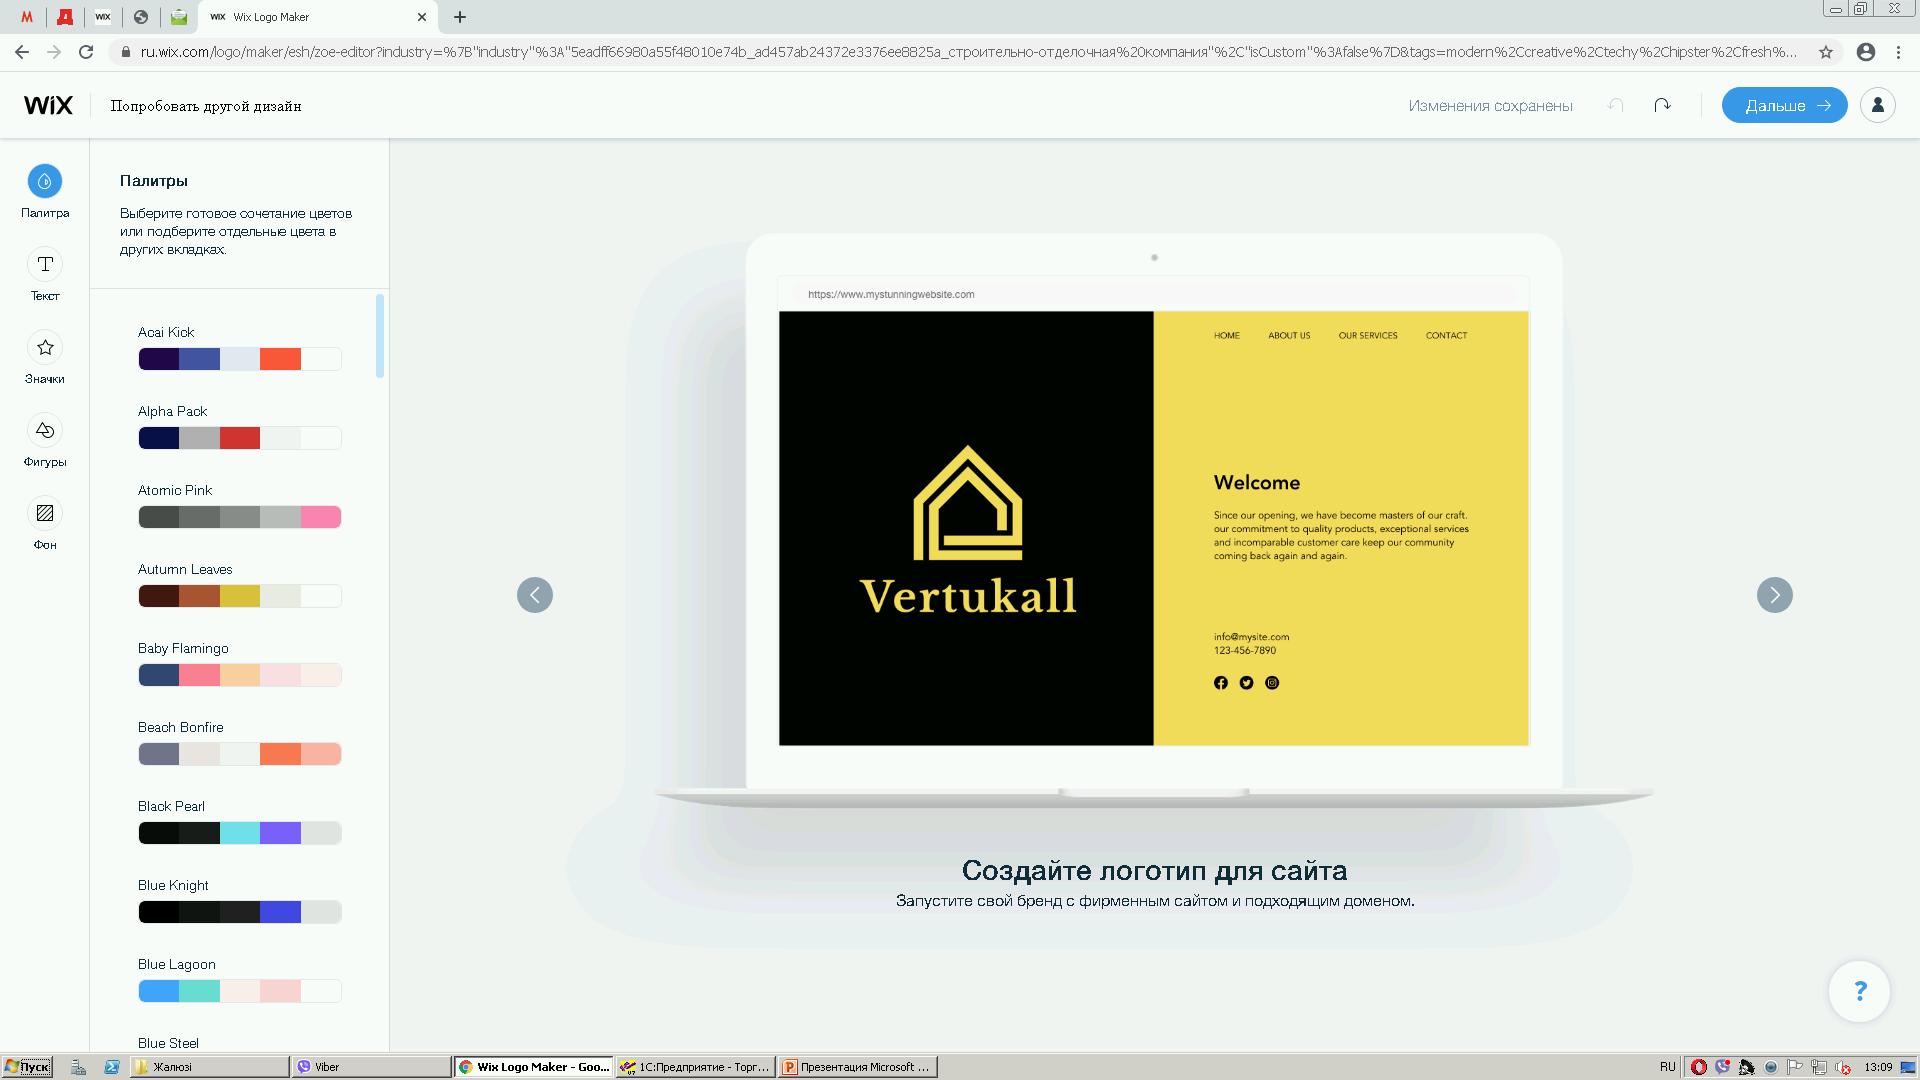 WIX
Wix Logo Maker
ru.wix.com/logo/maker/esh/zoe-editor?industry=%7B"industry"%3A"5eadff66980a55f48010e74b_ad457ab24372e3376ee8825a_строительно-отделочная%20компания"%2C"isCustom"%3Afalse%7D&tags=modern%2Ccreative%2Ctechy%2Chipster%2Cfresh%...
WiX
Попробовать другой дизайн
Изменения сохранены
Дальше
Палитра
Текст
Значки
Фигуры
Фон
Палитры
Выберите готовое сочетание цветов
или подберите отдельные цвета в
других вкладках.
Acai Kick
Alpha Pack
Atomic Pink
Autumn Leaves
Baby Flamingo
Beach Bonfire
Black Pearl
Blue Knight
Blue Lagoon
Blue Steel
https://www.mystunningwebsite.com
HOME ABOUT US OUR SERVICES CONTACT
Vertukall
Welcome
Since our opening, we have become masters of our craft.
our commitment to quality products, exceptional services
and incomparable customer care keep our community
coming back again and again.
info@mysite.com
123-456-7890
Создайте логотип для сайта
Запустите свой бренд с фирменным сайтом и подходящим доменом.
?
Пуск
Жалюзі
Viber
Wix Logo Maker - Goo...
1С:Предприятие - Торг...
Презентация Microsoft ...
RU
13:09